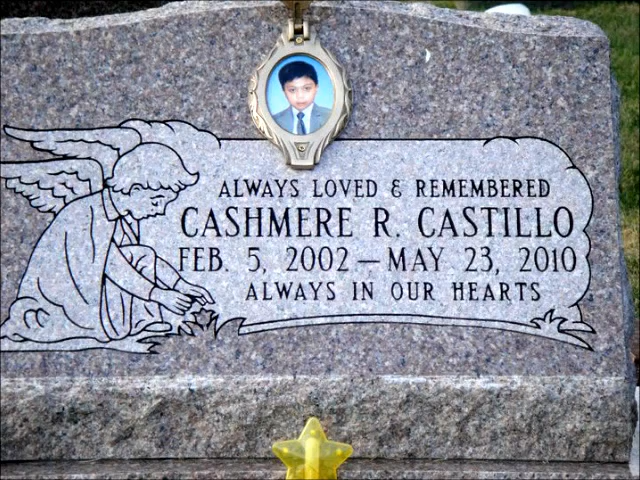 ALWAYS LOVED & REMEMBERED
CASHMERE R. CASTILLO
FEB. 5, 2002 – MAY 23, 2010
ALWAYS IN OUR HEARTS